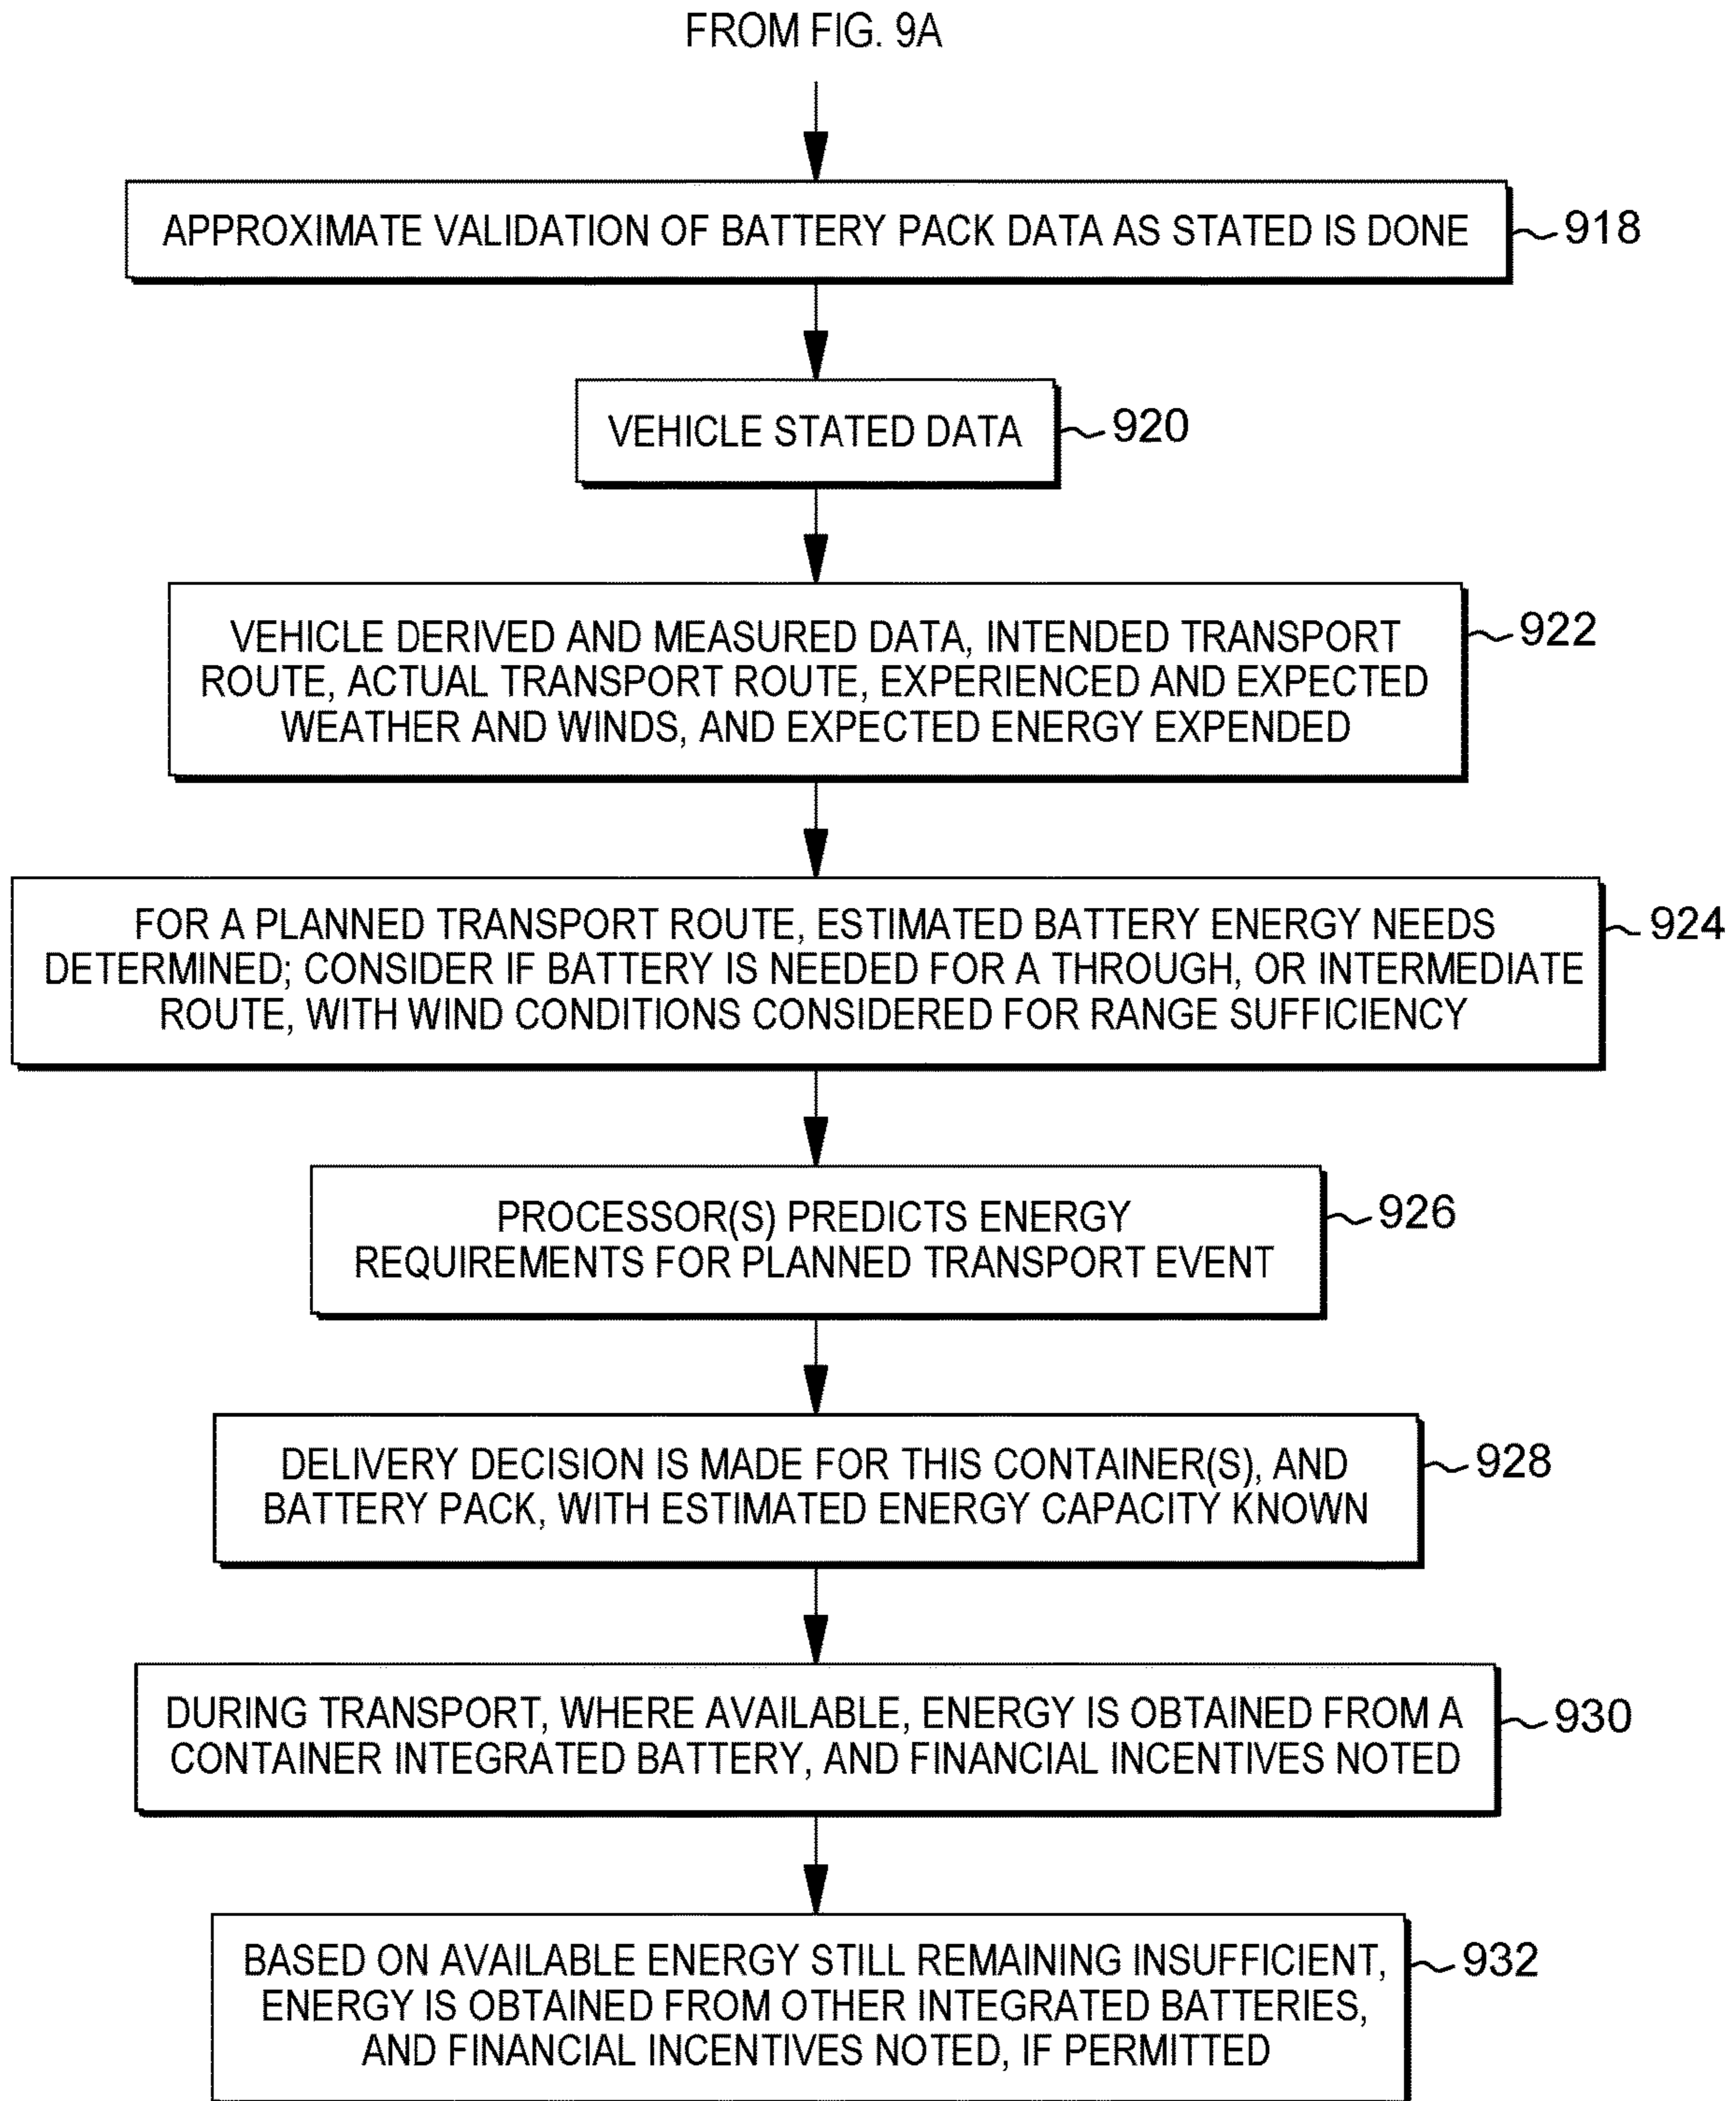 FROM FIG. 9A
APPROXIMATE VALIDATION OF BATTERY PACK DATA AS STATED IS DONE
918
VEHICLE STATED DATA
920
VEHICLE DERIVED AND MEASURED DATA, INTENDED TRANSPORT
ROUTE, ACTUAL TRANSPORT ROUTE, EXPERIENCED AND EXPECTED
WEATHER AND WINDS, AND EXPECTED ENERGY EXPENDED
922
FOR A PLANNED TRANSPORT ROUTE, ESTIMATED BATTERY ENERGY NEEDS
DETERMINED; CONSIDER IF BATTERY IS NEEDED FOR A THROUGH, OR INTERMEDIATE
ROUTE, WITH WIND CONDITIONS CONSIDERED FOR RANGE SUFFICIENCY
924
PROCESSOR(S) PREDICTS ENERGY
REQUIREMENTS FOR PLANNED TRANSPORT EVENT
926
DELIVERY DECISION IS MADE FOR THIS CONTAINER(S), AND
BATTERY PACK, WITH ESTIMATED ENERGY CAPACITY KNOWN
928
DURING TRANSPORT, WHERE AVAILABLE, ENERGY IS OBTAINED FROM A
CONTAINER INTEGRATED BATTERY, AND FINANCIAL INCENTIVES NOTED
930
BASED ON AVAILABLE ENERGY STILL REMAINING INSUFFICIENT,
ENERGY IS OBTAINED FROM OTHER INTEGRATED BATTERIES,
AND FINANCIAL INCENTIVES NOTED, IF PERMITTED
932